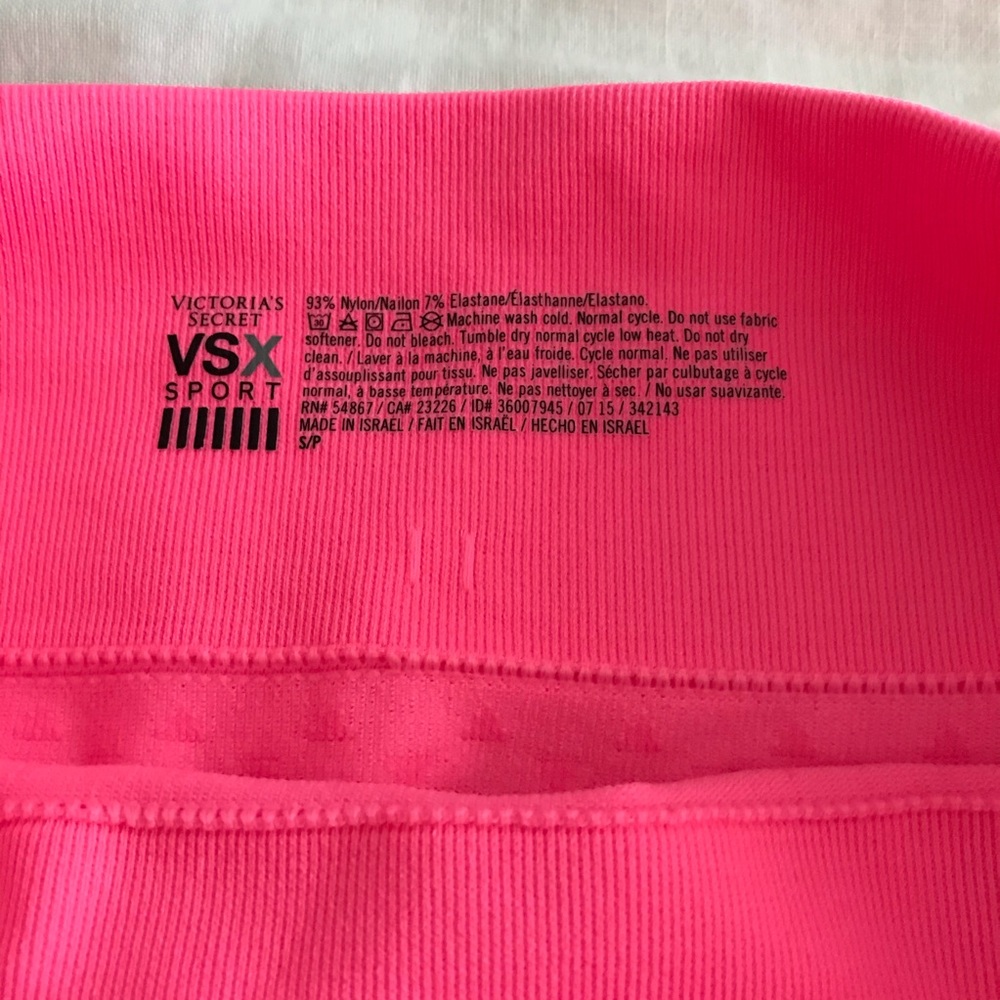 VICTORIA'S
SECRET
VSX
SPORT
93% Nylon/Nailon 7% Elastane/Élasthanne/Elastano.
30 Machine wash cold. Normal cycle. Do not use fabric
softener. Do not bleach. Tumble dry normal cycle low heat. Do not dry
clean. / Laver à la machine, à l'eau froide. Cycle normal. Ne pas utiliser
d'assouplissant pour tissu. Ne pas javelliser. Sécher par culbutage à cycle
normal, à basse température. Ne pas nettoyer à sec. / No usar suavizante.
RN# 54867 / CA# 23226 / ID# 36007945 / 07 15 / 342143
MADE IN ISRAEL / FAIT EN ISRAËL / HECHO EN ISRAEL
S/P